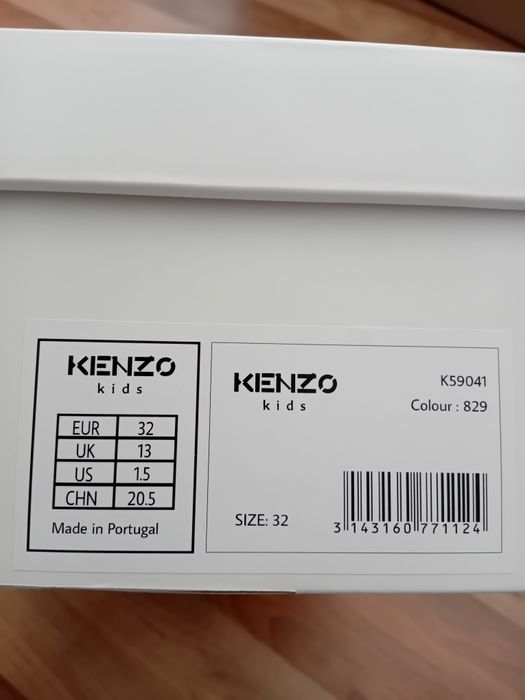 KENZO
kids
EUR 32
UK 13
US 1.5
CHN 20.5
Made in Portugal
KENZO
kids
K59041
Colour : 829
SIZE: 32
3 143160 771124